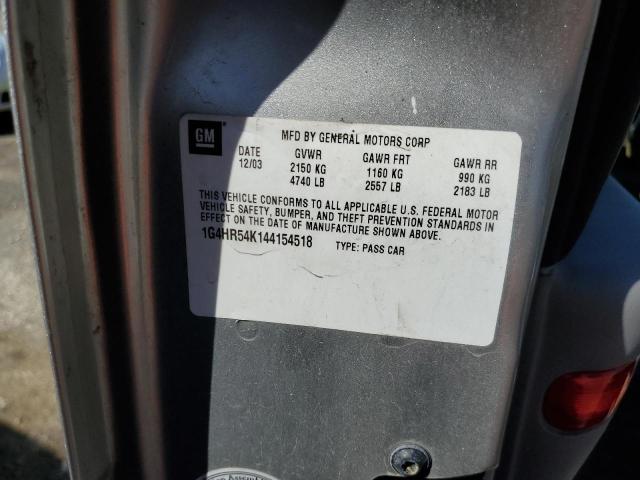 GM
MFD BY GENERAL MOTORS CORP
DATE GVWR GAWR FRT GAWR RR
12/03 2150 KG 1160 KG 990 KG
4740 LB 2557 LB 2183 LB
THIS VEHICLE CONFORMS TO ALL APPLICABLE U.S. FEDERAL MOTOR
VEHICLE SAFETY, BUMPER, AND THEFT PREVENTION STANDARDS IN
EFFECT ON THE DATE OF MANUFACTURE SHOWN ABOVE.
1G4HR54K144154518 TYPE: PASS CAR